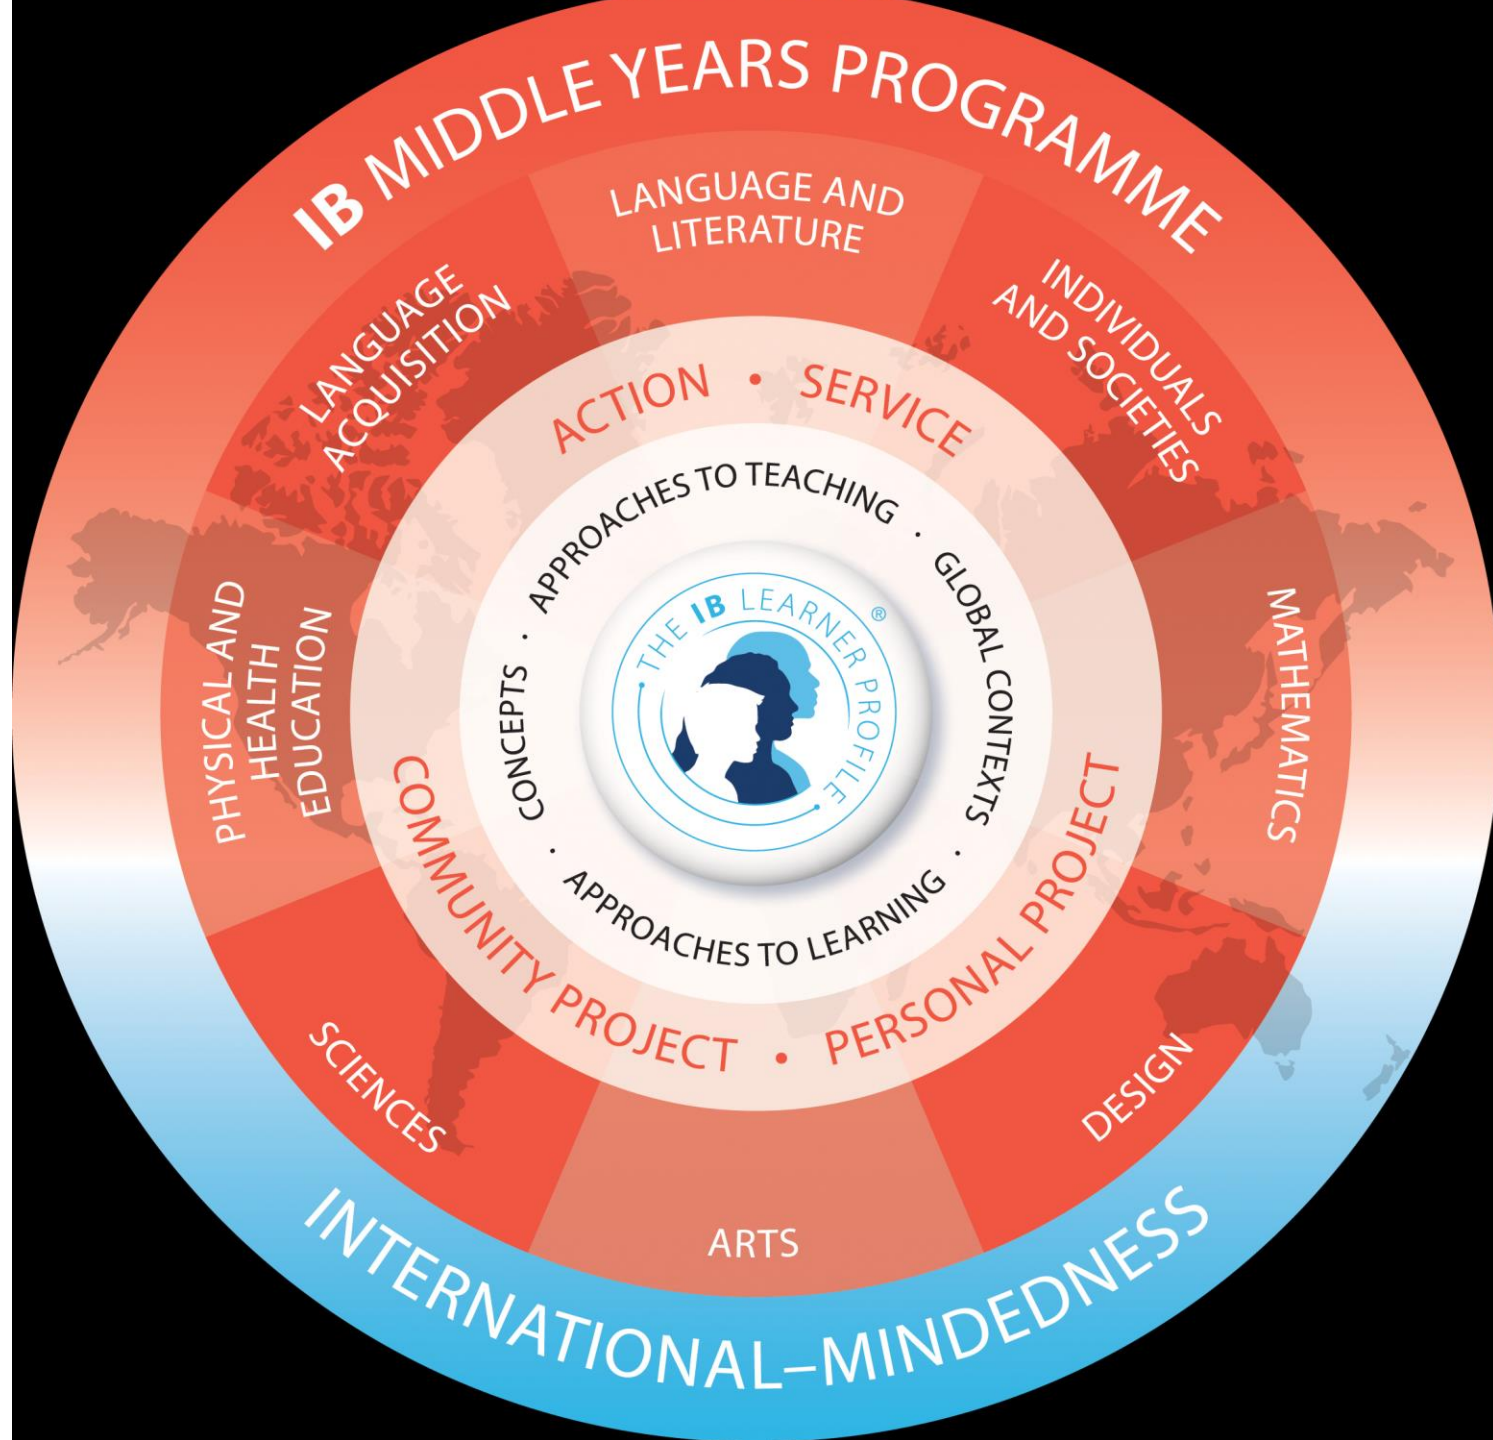 IB MIDDLE YEARS PROGRAMME
LANGUAGE AND
LITERATURE
INDIVIDUALS
AND SOCIETIES
MATHEMATICS
DESIGN
ARTS
SCIENCES
PHYSICAL AND
HEALTH
EDUCATION
LANGUAGE
ACQUISITION
ACTION • SERVICE
PERSONAL PROJECT
•
COMMUNITY PROJECT
APPROACHES TO TEACHING ·
GLOBAL CONTEXTS ·
APPROACHES TO LEARNING ·
CONCEPTS ·
THE IB LEARNER PROFILE ®
INTERNATIONAL–MINDEDNESS